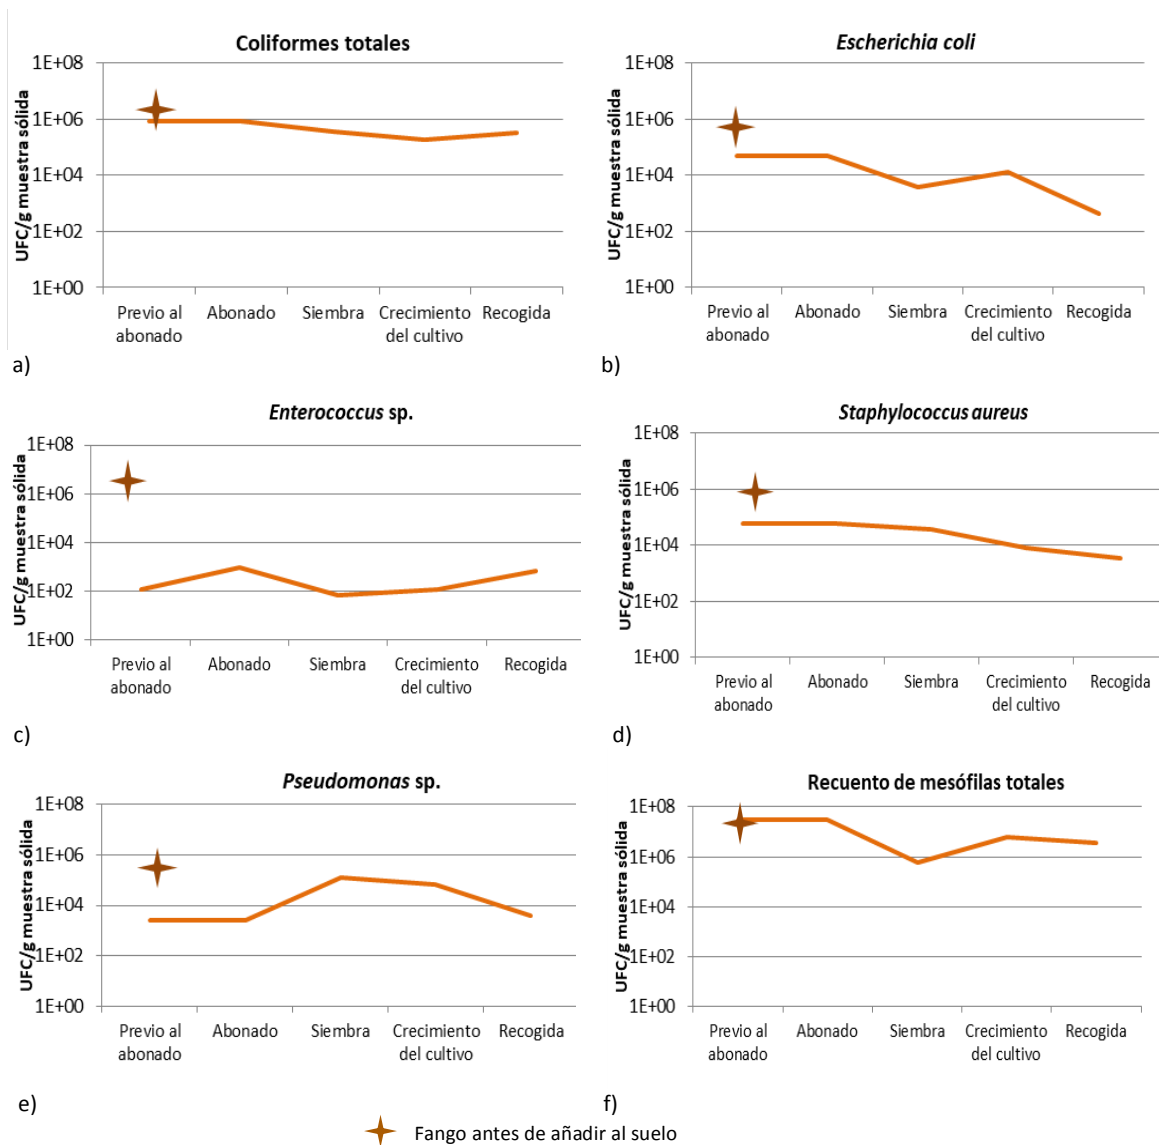 Coliformes totales
UFC/g muestra sólida
1E+08
1E+06
1E+04
1E+02
1E+00
Previo al abonado
Abonado
Siembra
Crecimiento del cultivo
Recogida
a)
Escherichia coli
UFC/g muestra sólida
1E+08
1E+06
1E+04
1E+02
1E+00
Previo al abonado
Abonado
Siembra
Crecimiento del cultivo
Recogida
b)
Enterococcus sp.
UFC/g muestra sólida
1E+08
1E+06
1E+04
1E+02
1E+00
Previo al abonado
Abonado
Siembra
Crecimiento del cultivo
Recogida
c)
Staphylococcus aureus
UFC/g muestra sólida
1E+08
1E+06
1E+04
1E+02
1E+00
Previo al abonado
Abonado
Siembra
Crecimiento del cultivo
Recogida
d)
Pseudomonas sp.
UFC/g muestra sólida
1E+08
1E+06
1E+04
1E+02
1E+00
Previo al abonado
Abonado
Siembra
Crecimiento del cultivo
Recogida
e)
Recuento de mesófilas totales
UFC/g muestra sólida
1E+08
1E+06
1E+04
1E+02
1E+00
Previo al abonado
Abonado
Siembra
Crecimiento del cultivo
Recogida
f)
Fango antes de añadir al suelo